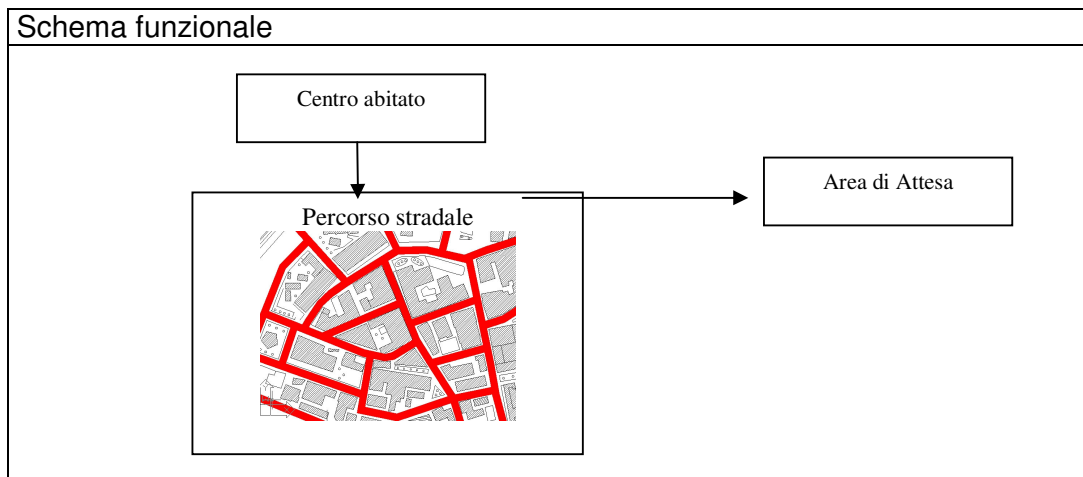 Schema funzionale
Centro abitato
Area di Attesa
Percorso stradale